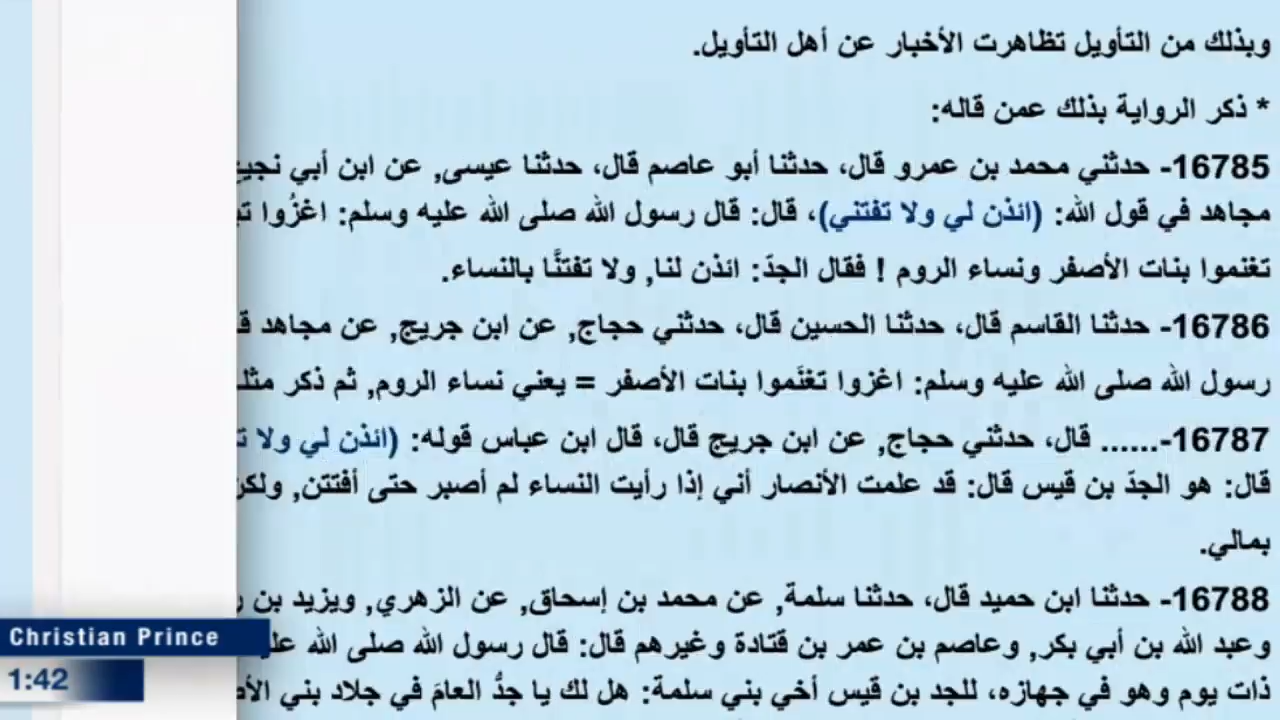 وبذلك من التأويل تظاهرت الأخبار عن أهل التأويل.
* ذكر الرواية بذلك عمن قاله:
16785- حدثني محمد بن عمرو قال، حدثنا أبو عاصم قال، حدثنا عيسى, عن ابن أبي نجيح
مجاهد في قول الله: (ائذن لي ولا تفتني)، قال: قال رسول الله صلى الله عليه وسلم: اغزُوا
تغنموا بنات الأصفر ونساء الروم ! فقال الجدّ: ائذن لنا, ولا تفتنَّا بالنساء.
16786- حدثنا القاسم قال، حدثنا الحسين قال، حدثني حجاج, عن ابن جريج, عن مجاهد
رسول الله صلى الله عليه وسلم: اغزوا تغنَموا بنات الأصفر = يعني نساء الروم, ثم ذكر
16787-...... قال، حدثني حجاج, عن ابن جريج قال، قال ابن عباس قوله: (ائذن لي ولا
قال: هو الجدّ بن قيس قال: قد علمت الأنصار أني إذا رأيت النساء لم أصبر حتى أفتتن, ولكن
بمالي.
16788- حدثنا ابن حميد قال، حدثنا سلمة, عن محمد بن إسحاق, عن الزهري, ويزيد بن
وعبد الله بن أبي بكر, وعاصم بن عمر بن قتادة وغيرهم قال: قال رسول الله صلى الله
ذات يوم وهو في جهازه، للجد بن قيس أخي بني سلمة: هل لك يا جدُّ العامَ في جلاد بني
Christian Prince
1:42